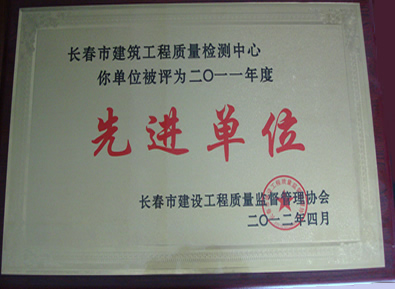 长春市建筑工程质量检测中心
你单位被评为二〇一一年度
先进单位
长春市建设工程质量监督管理协会
二〇一二年四月